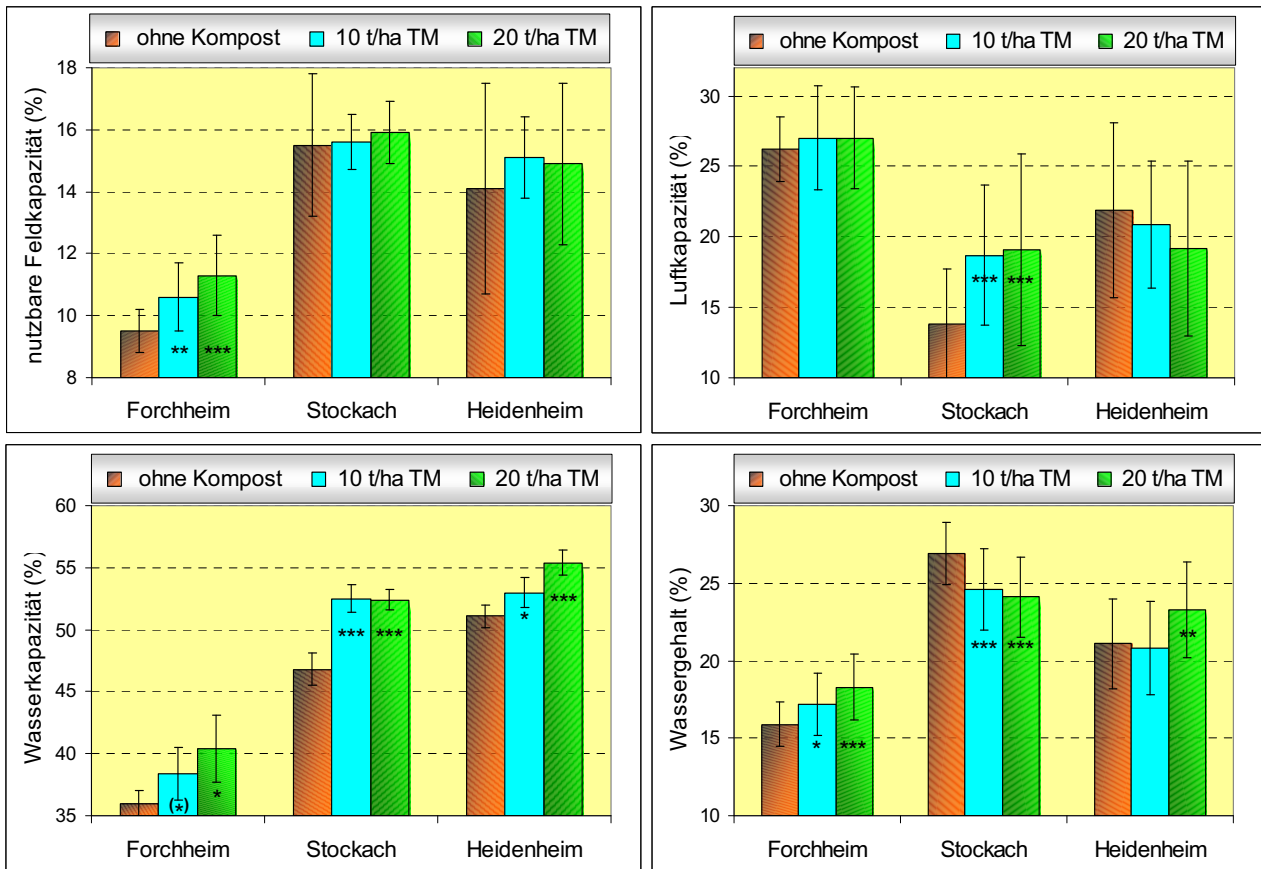 ohne Kompost 10 t/ha TM 20 t/ha TM
nutzbare Feldkapazität (%)
18
16
14
12
10
8
** ***
Forchheim Stockach Heidenheim
ohne Kompost 10 t/ha TM 20 t/ha TM
Luftkapazität (%)
30
25
20
15
10
*** ***
Forchheim Stockach Heidenheim
ohne Kompost 10 t/ha TM 20 t/ha TM
Wasserkapazität (%)
60
55
50
45
40
35
(*) * *** *** * ***
Forchheim Stockach Heidenheim
ohne Kompost 10 t/ha TM 20 t/ha TM
Wassergehalt (%)
30
25
20
15
10
* *** *** *** **
Forchheim Stockach Heidenheim